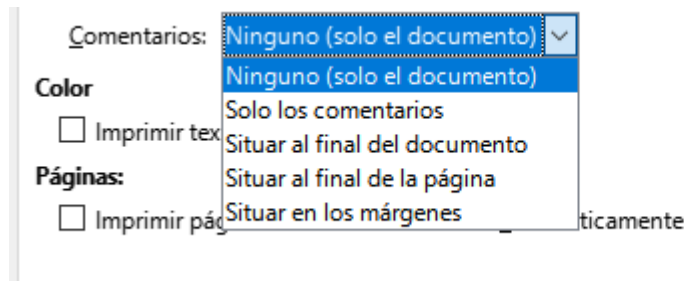 Comentarios: Ninguno (solo el documento)
Ninguno (solo el documento)
Color
Solo los comentarios
Imprimir tex
Situar al final del documento
Páginas:
Situar al final de la página
Situar en los márgenes
Imprimir pág ticamente